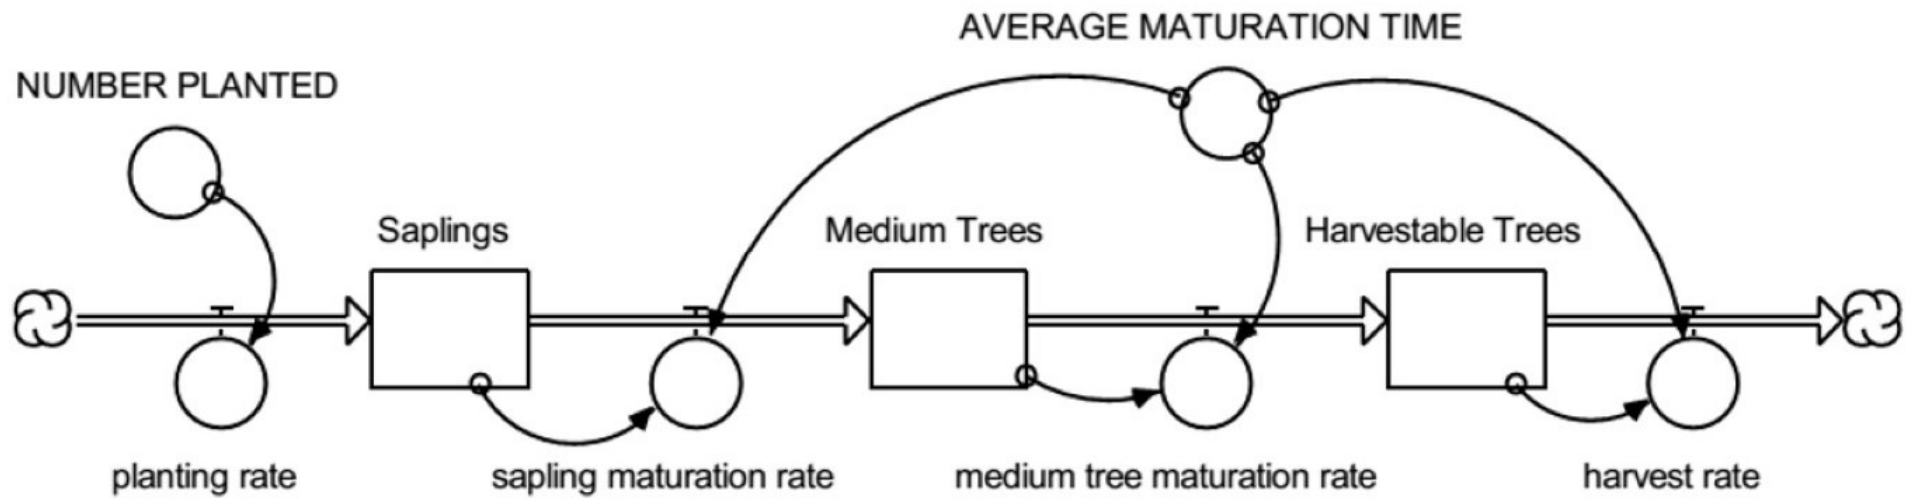 AVERAGE MATURATION TIME
NUMBER PLANTED
Saplings
Medium Trees
Harvestable Trees
planting rate
sapling maturation rate
medium tree maturation rate
harvest rate